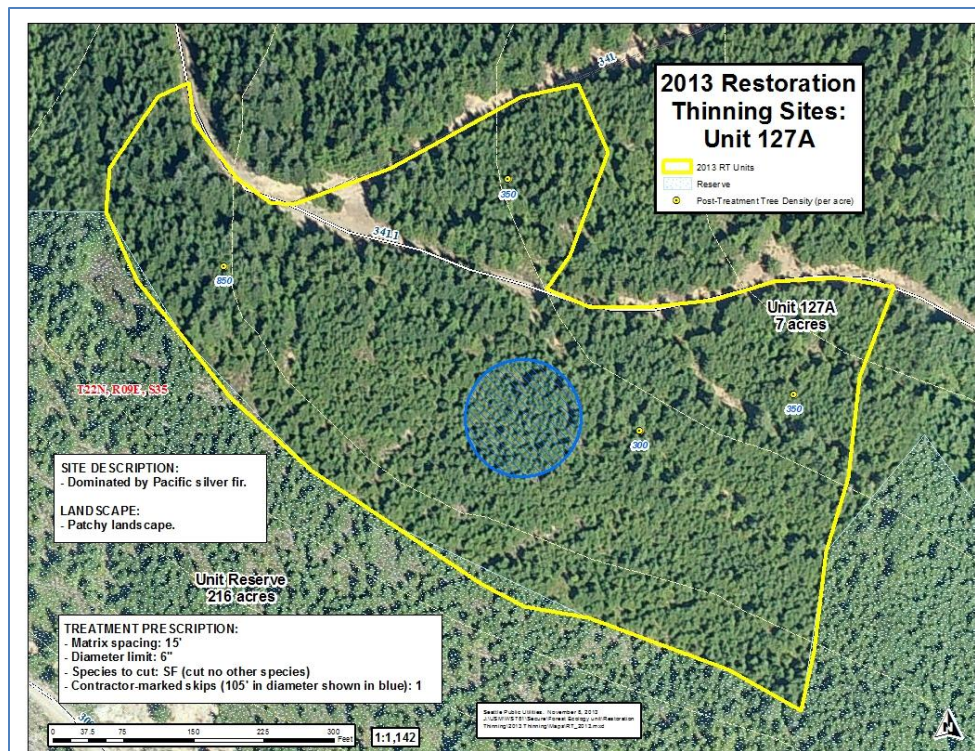 341
2013 Restoration
Thinning Sites:
Unit 127A
2013 RT Units
Reserve
Post-Treatment Tree Density (per acre)
350
3411
850
Unit 127A
7 acres
T22N, R09E, S35
350
300
SITE DESCRIPTION:
- Dominated by Pacific silver fir.
LANDSCAPE:
- Patchy landscape.
Unit Reserve
216 acres
TREATMENT PRESCRIPTION:
- Matrix spacing: 15'
- Diameter limit: 6"
- Species to cut: SF (cut no other species)
- Contractor-marked skips (105' in diameter shown in blue): 1
Seattle Public Utilities. November 6, 2013
0 37.5 75 150 225 300
Feet
1:1,142